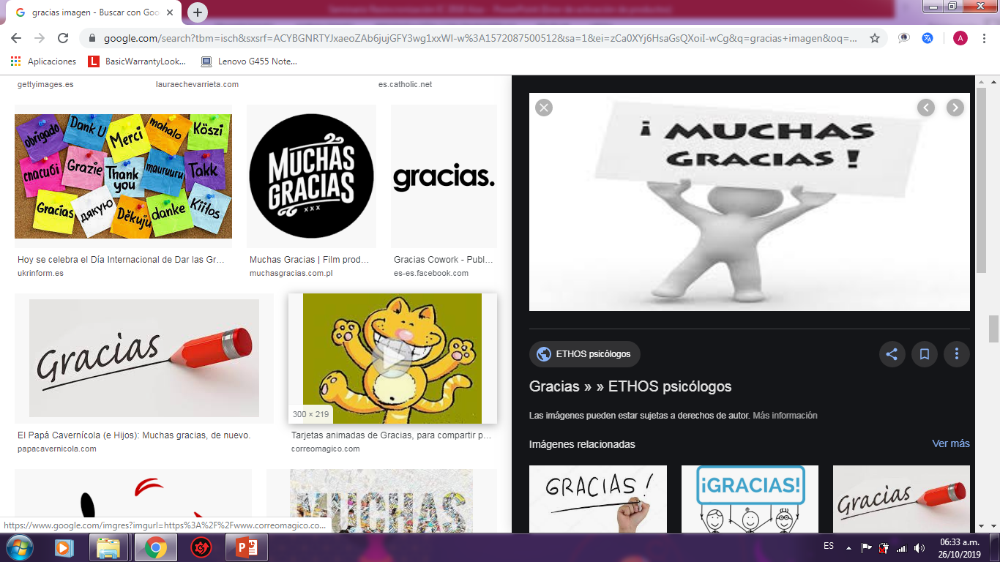 gracias imagen - Buscar con Goo
google.com/search?tbm=isch&sxsrf=ACYBGNRTYJxaeoZAb6jujGFY3wg1xxWI-w%3A1572087500512&sa=1&ei=zCa0XYj6HsaGsQXoiI-wCg&q=gracias+imagen&oq=...
Aplicaciones
L BasicWarrantyLook...
Lenovo G455 Note...
A
gettyimages.es
lauraechevarrieta.com
es.catholic.net
obrigado
Dank U
Merci
mahalo
Köszi
спасибі
Grazie
Thank you
mauruuru
Takk
Gracias
дякую
Děkuju
danke
Kiitos
MUCHAS
GRACIAS
XXX
gracias.
Hoy se celebra el Día Internacional de Dar las Gr...
ukrinform.es
Muchas Gracias | Film prod...
muchasgracias.com.pl
Gracias Cowork - Publ...
es-es.facebook.com
Gracias
300 × 219
El Papá Cavernícola (e Hijos): Muchas gracias, de nuevo.
papacavernicola.com
Tarjetas animadas de Gracias, para compartir p...
correomagico.com
MUCHAS
¡ MUCHAS
GRACIAS !
ETHOS psicólogos
Gracias » » ETHOS psicólogos
Las imágenes pueden estar sujetas a derechos de autor. Más información
Imágenes relacionadas
Ver más
GRACIAS!
¡GRACIAS!
Gracias
https://www.google.com/imgres?imgurl=https%3A%2F%2Fwww.correomagico.co...
ES
06:33 a.m.
26/10/2019